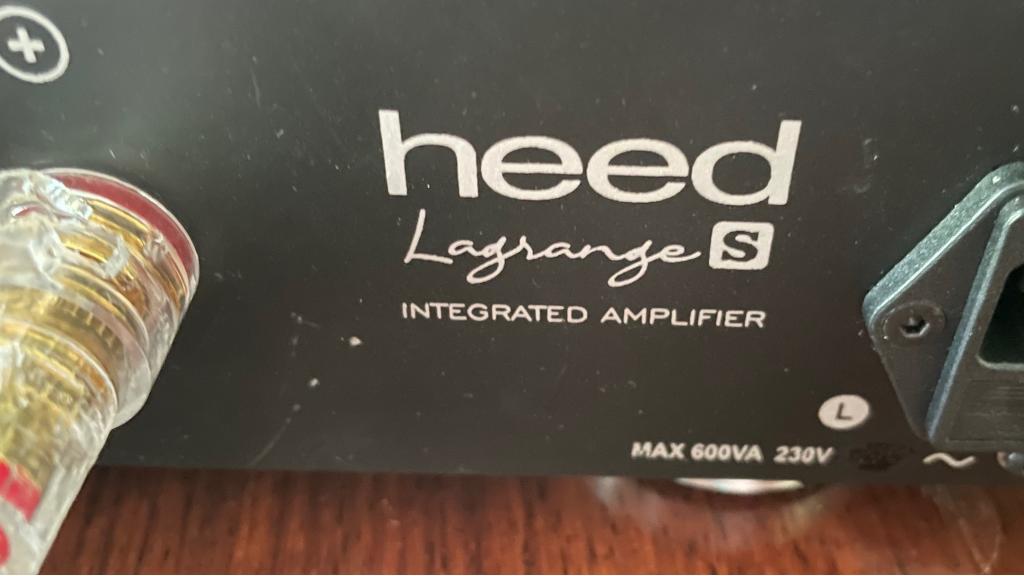 +
heed
Lagrange S
INTEGRATED AMPLIFIER
L
MAX 600VA 230V ~